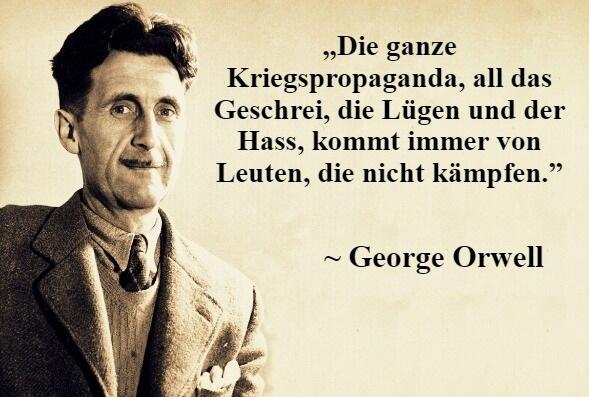 „Die ganze
Kriegspropaganda, all das
Geschrei, die Lügen und der
Hass, kommt immer von
Leuten, die nicht kämpfen.”
~ George Orwell